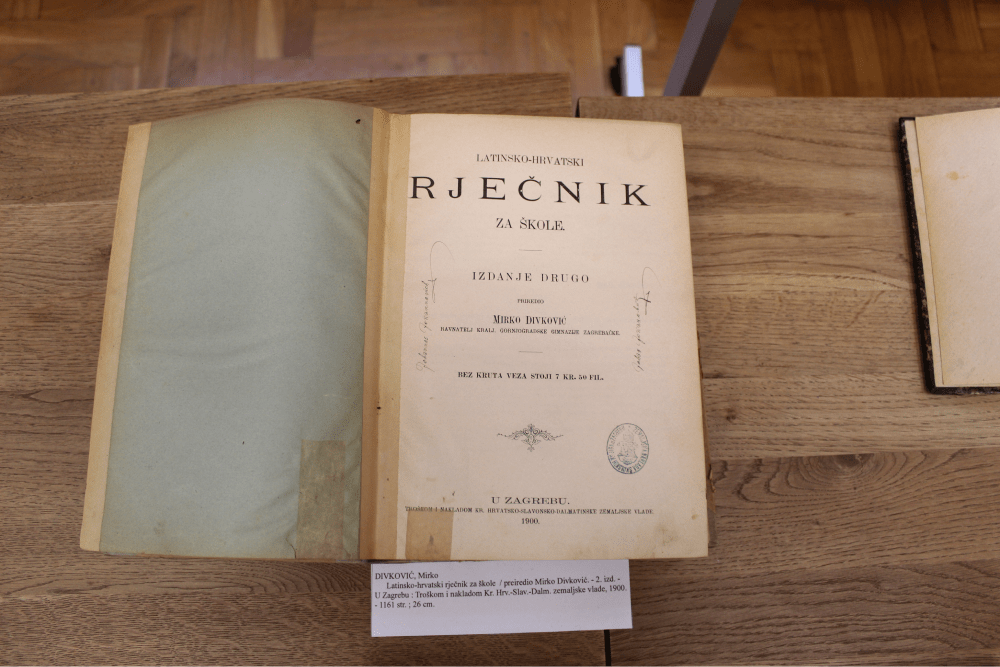 LATINSKO-HRVATSKI
RJEČNIK
ZA ŠKOLE.
IZDANJE DRUGO
PRIREDIO
MIRKO DIVKOVIĆ
RAVNATELJ KRALJ. GORNJOGRADSKE GIMNAZIJE ZAGREBAČKE.
BEZ KRUTA VEZA STOJI 7 KR. 50 FIL.
U ZAGREBU.
TROŠKOM I NAKLADOM KR. HRVATSKO-SLAVONSKO-DALMATINSKE ZEMALJSKE VLADE.
1900.
DIVKOVIĆ, Mirko
Latinsko-hrvatski rječnik za škole / preiredio Mirko Divković. - 2. izd. -
U Zagrebu : Troškom i nakladom Kr. Hrv.-Slav.-Dalm. zemaljske vlade, 1900.
- 1161 str. ; 26 cm.